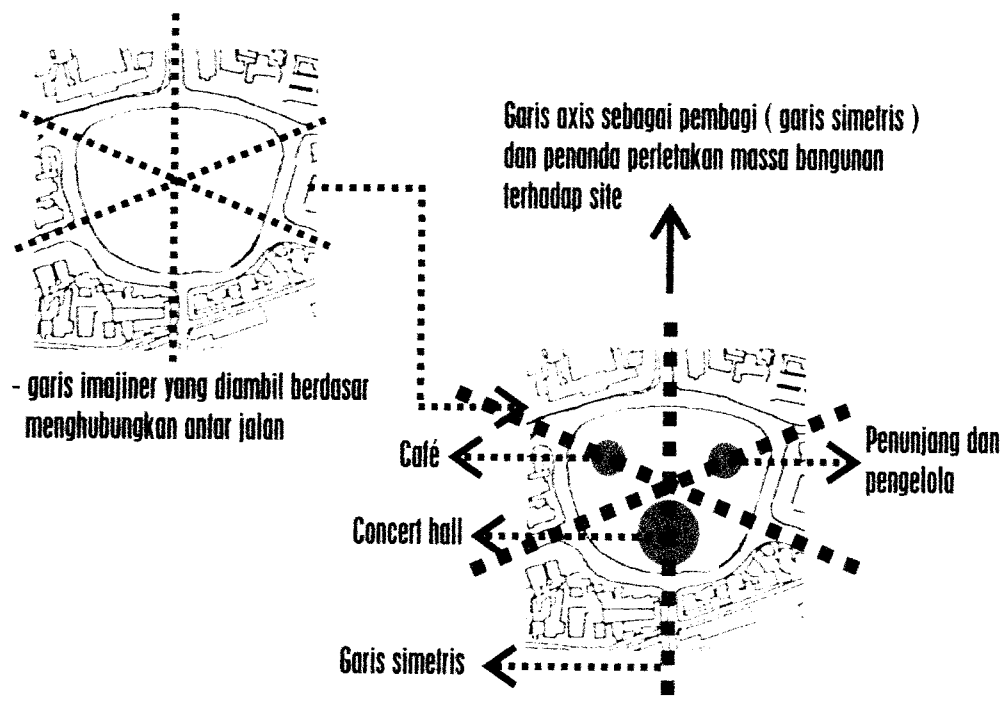 Garis axis sebagai pembagi ( garis simetris )
dan penanda perletakan massa bangunan
terhadap site
- garis imajiner yang diambil berdasar
menghubungkan antar jalan
Café
Penunjang dan
pengelola
Concert hall
Garis simetris